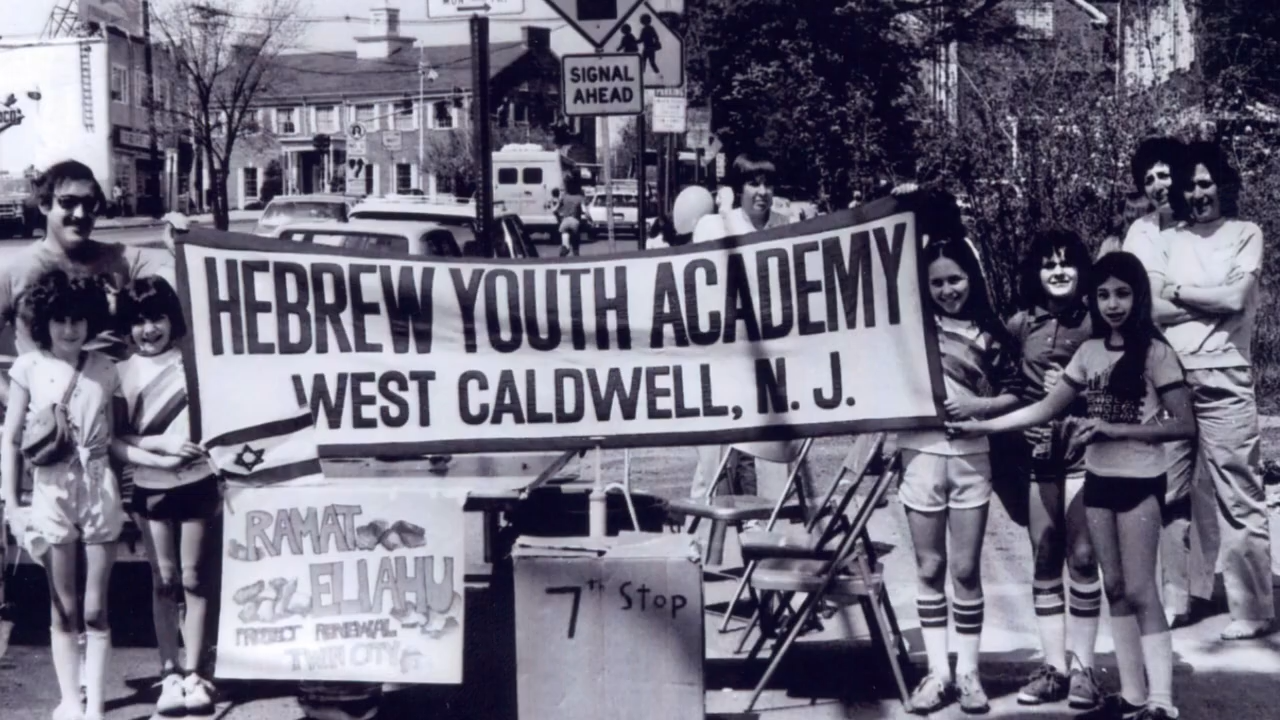 SIGNAL
AHEAD
HEBREW YOUTH ACADEMY
WEST CALDWELL, N. J.
RAMAT
ELIAHU
PROJECT RENEWAL
TWIN CITY
7th Stop